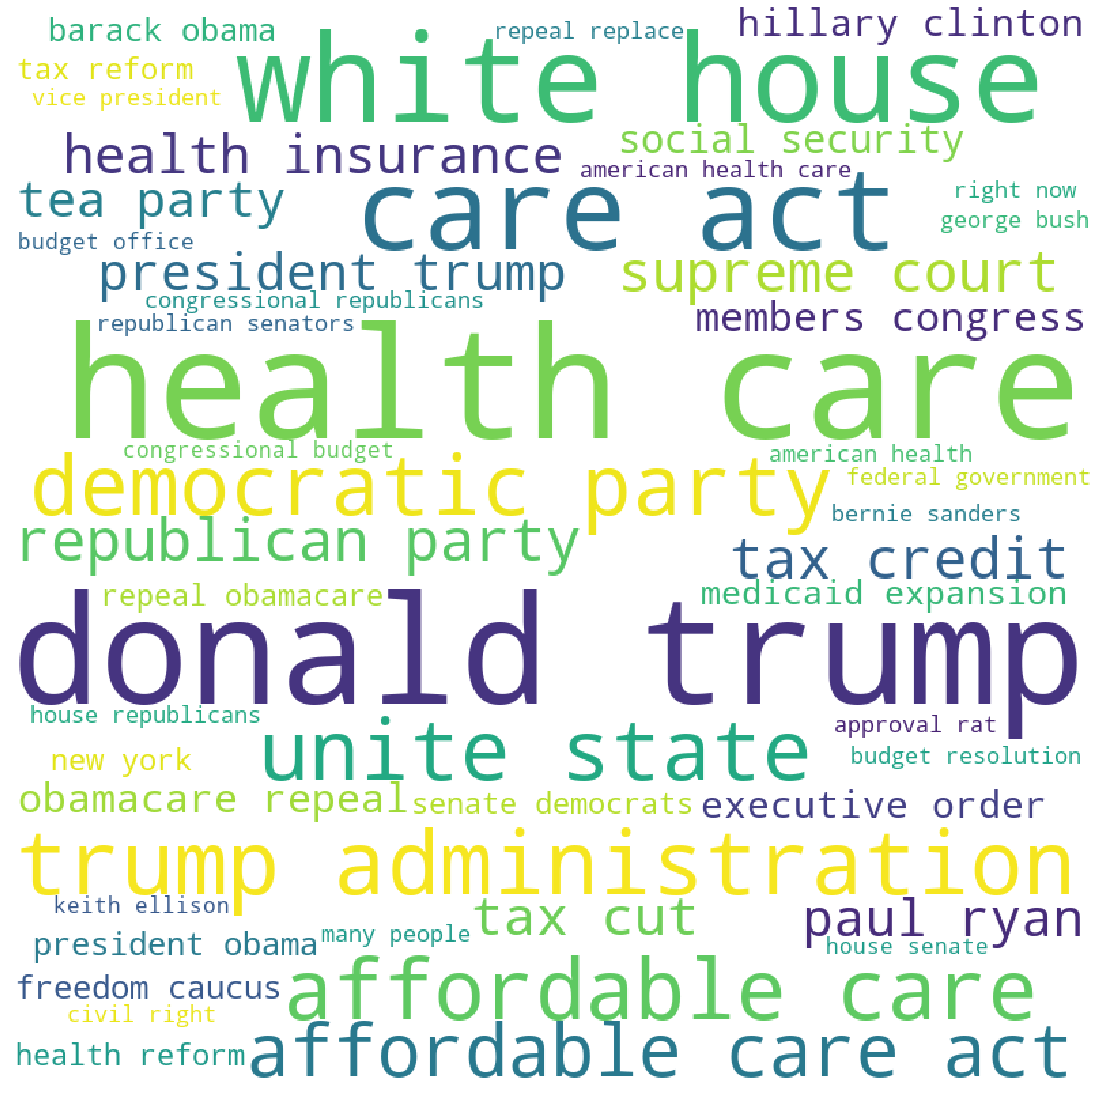 barack obama
repeal replace
hillary clinton
tax reform
white house
vice president
social security
health insurance
american health care
tea party
care act
right now
george bush
budget office
president trump
supreme court
congressional republicans
members congress
republican senators
health care
congressional budget
american health
democratic party
federal government
bernie sanders
republican party
tax credit
repeal obamacare
medicaid expansion
donald trump
house republicans
approval rat
unite state
new york
budget resolution
obamacare repeal
senate democrats
executive order
trump administration
keith ellison
tax cut
paul ryan
president obama
many people
house senate
freedom caucus
affordable care
civil right
health reform
affordable care act